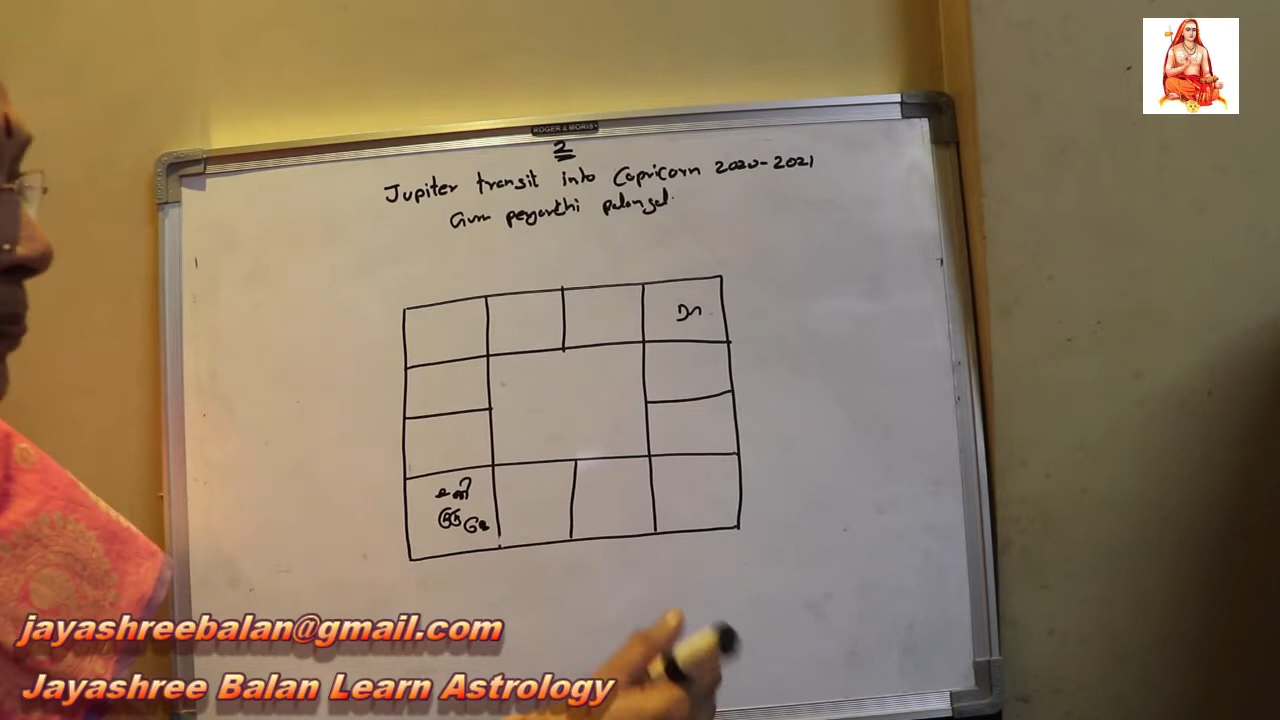 ROGER & MORIS
2
Jupiter transit into Capricorn 2020-2021
Guru peyarchi palangal.
ரா
சனி
குரு கே
jayashreebalan@gmail.com
Jayashree Balan Learn Astrology